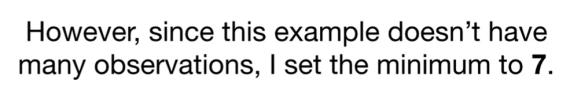 However, since this example doesn’t have
many observations, I set the minimum to 7.